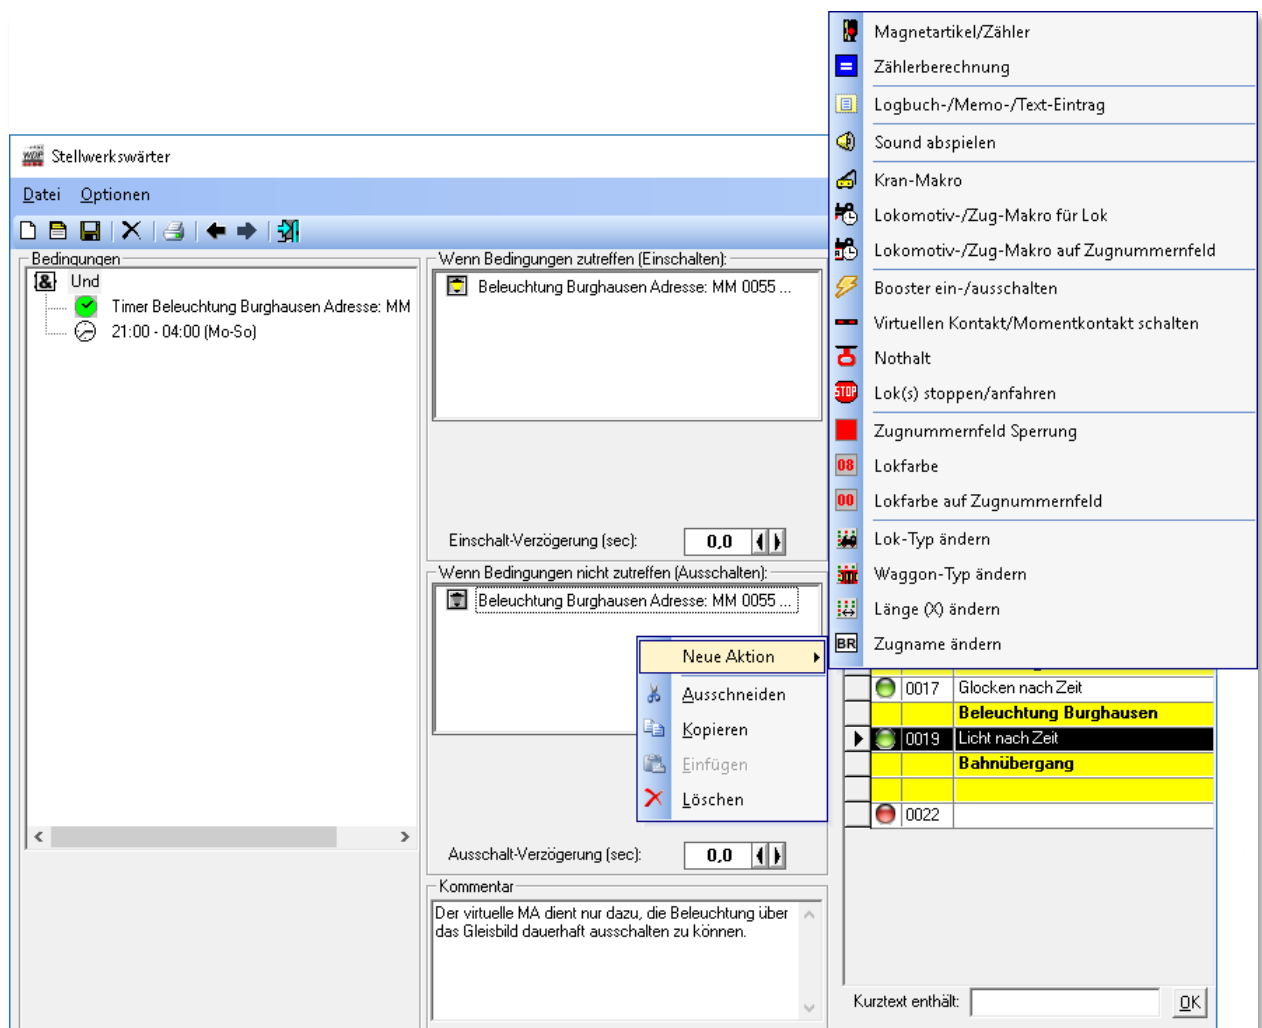 Magnetartikel/Zähler
Zählerberechnung
Logbuch-/Memo-/Text-Eintrag
Sound abspielen
Kran-Makro
Lokomotiv-/Zug-Makro für Lok
Lokomotiv-/Zug-Makro auf Zugnummernfeld
Booster ein-/ausschalten
Virtuellen Kontakt/Momentkontakt schalten
Nothalt
STOP Lok(s) stoppen/anfahren
Zugnummernfeld Sperrung
08 Lokfarbe
00 Lokfarbe auf Zugnummernfeld
Lok-Typ ändern
Waggon-Typ ändern
Länge (X) ändern
BR Zugname ändern
WDP Stellwerkswärter
Datei Optionen
Bedingungen
& Und
Timer Beleuchtung Burghausen Adresse: MM
21:00 - 04:00 (Mo-So)
Wenn Bedingungen zutreffen (Einschalten):
Beleuchtung Burghausen Adresse: MM 0055 ...
Einschalt-Verzögerung (sec): 0,0
Wenn Bedingungen nicht zutreffen (Ausschalten):
Beleuchtung Burghausen Adresse: MM 0055 ...
Neue Aktion
Ausschneiden
Kopieren
Einfügen
Löschen
Ausschalt-Verzögerung (sec): 0,0
Kommentar
Der virtuelle MA dient nur dazu, die Beleuchtung über
das Gleisbild dauerhaft ausschalten zu können.
0017 Glocken nach Zeit
Beleuchtung Burghausen
0019 Licht nach Zeit
Bahnübergang
0022
Kurztext enthält: OK